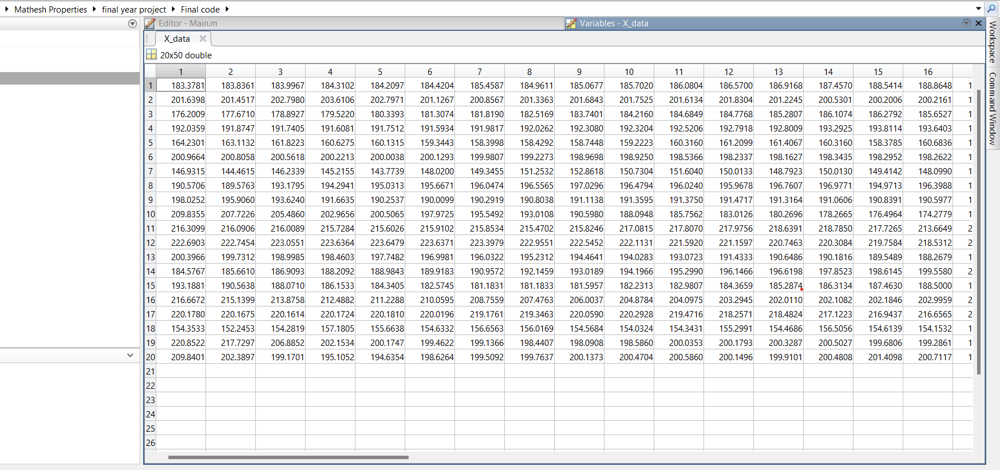 Mathesh Properties final year project Final code
Editor - Main.m Variables - X_data
X_data
20x50 double
1 2 3 4 5 6 7 8 9 10 11 12 13 14 15 16
1 183.3781 183.8361 183.9967 184.3102 184.2097 184.4204 185.4587 184.9611 185.0677 185.7020 186.0804 186.5700 186.9168 187.4570 188.5414 188.8648 1
2 201.6398 201.4517 202.7980 203.6106 202.7971 201.1267 200.8567 201.3363 201.6843 201.7525 201.6134 201.8304 201.2245 200.5301 200.2006 200.2161 1
3 176.2009 177.6710 178.8927 179.5220 180.3393 181.3074 181.8190 182.5169 183.7401 184.2160 184.6849 184.7768 185.2807 186.1074 186.2792 185.6527 1
4 192.0359 191.8747 191.7405 191.6081 191.7512 191.5934 191.9817 192.0262 192.3080 192.3204 192.5206 192.7918 192.8009 193.2925 193.8114 193.6403 1
5 164.2301 163.1132 161.8223 160.6275 160.1315 159.3443 158.3998 158.4292 158.7448 159.2223 160.3160 161.2099 161.4067 160.3160 158.3785 160.6836 1
6 200.9664 200.8058 200.5618 200.2213 200.0038 200.1293 199.9807 199.2273 198.9698 198.9250 198.5366 198.2337 198.1627 198.3435 198.2952 198.2622 1
7 146.9315 144.4615 146.2339 145.2155 143.7739 148.0200 149.3455 151.2532 152.8618 150.7304 151.6040 150.0133 148.7923 150.0130 149.4142 148.0990 1
8 190.5706 189.5763 193.1795 194.2941 195.0313 195.6671 196.0474 196.5565 197.0296 196.4794 196.0240 195.9678 196.7607 196.9771 194.9713 196.3988 1
9 198.0252 195.9060 193.6240 191.6635 190.2537 190.0099 190.2919 190.8038 191.1138 191.3595 191.3750 191.4717 191.3164 191.0606 190.8391 190.5977 1
10 209.8355 207.7226 205.4860 202.9656 200.5065 197.9725 195.5492 193.0108 190.5980 188.0948 185.7562 183.0126 180.2696 178.2665 176.4964 174.2779 1
11 216.3099 216.0906 216.0089 215.7284 215.6026 215.9102 215.8534 215.4702 215.8246 217.0815 217.8070 217.9756 218.6391 218.7850 217.7265 213.6649 2
12 222.6903 222.7454 223.0551 223.6364 223.6479 223.6371 223.3979 222.9551 222.5452 222.1131 221.5920 221.1597 220.7463 220.3084 219.7584 218.5312 2
13 200.3966 199.7312 198.9985 198.4603 197.7482 196.9981 196.0322 195.2312 194.4641 194.0283 193.0723 191.4333 190.6486 190.1816 189.5489 188.2679 1
14 184.5767 185.6610 186.9093 188.2092 188.9843 189.9183 190.9572 192.1459 193.0189 194.1966 195.2990 196.1466 196.6198 197.8523 198.6145 199.5580 2
15 193.1881 190.5638 188.0710 186.1533 184.3405 182.5745 181.1831 181.1833 181.5957 182.2313 182.9807 184.3659 185.2874 186.3134 187.4630 188.5000 1
16 216.6672 215.1399 213.8758 212.4882 211.2288 210.0595 208.7559 207.4763 206.0037 204.8784 204.0975 203.2945 202.0110 202.1082 202.1846 202.9959 2
17 220.1780 220.1675 220.1614 220.1724 220.1810 220.0196 219.1761 219.3463 220.0590 220.2928 219.4716 218.2571 218.4824 217.1223 216.9437 216.6565 2
18 154.3533 152.2453 154.2819 157.1805 155.6638 154.6332 156.6563 156.0169 154.5684 154.0324 154.3431 155.2991 154.4686 156.5056 154.6139 154.1532 1
19 220.8522 217.7297 206.8852 202.1534 200.1747 199.4622 199.1366 198.4407 198.0908 198.5860 200.0353 200.1793 200.3287 200.5027 199.6806 199.2861 1
20 209.8401 202.3897 199.1701 195.1052 194.6354 198.6264 199.5092 199.7637 200.1373 200.4704 200.5860 200.1496 199.9101 200.4808 201.4098 200.7117 1
21
22
23
24
25
26
Workspace
Command Window